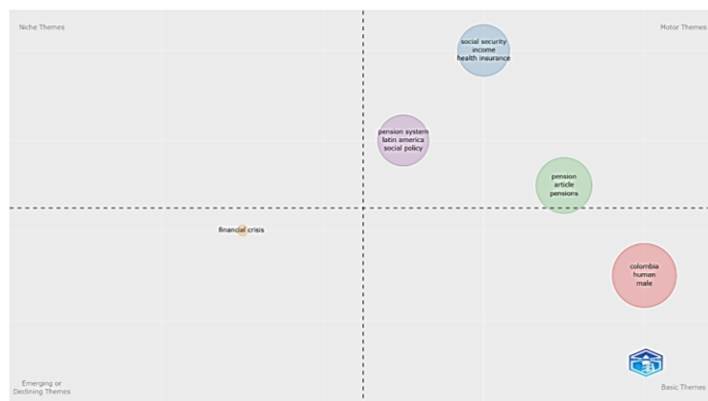 Niche Themes
Motor Themes
social security
income
health insurance
pension system
latin america
social policy
pension
article
pensions
financial crisis
colombia
human
male
Emerging or
Declining Themes
Basic Themes